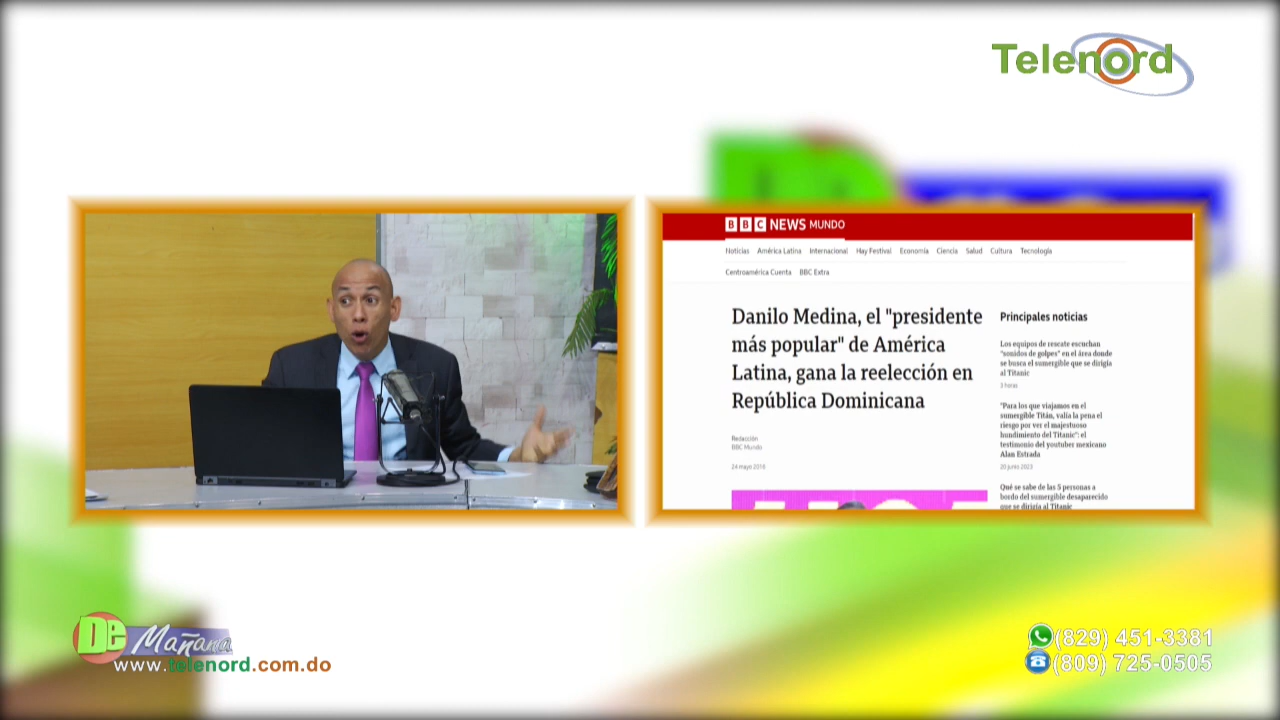 Telenord
BBC NEWS MUNDO
Noticias América Latina Internacional Hay Festival Economía Ciencia Salud Cultura Tecnología
Centroamérica Cuenta BBC Extra
Danilo Medina, el "presidente
más popular" de América
Latina, gana la reelección en
República Dominicana
Redacción
BBC Mundo
24 mayo 2016
Principales noticias
Los equipos de rescate escuchan
"sonidos de golpes" en el área donde
se busca el sumergible que se dirigía
al Titanic
3 horas
"Para los que viajamos en el
sumergible Titán, valía la pena el
riesgo por ver el majestuoso
hundimiento del Titanic": el
testimonio del youtuber mexicano
Alan Estrada
20 junio 2023
Qué se sabe de las 5 personas a
bordo del sumergible desaparecido
que se dirigía al Titanic
De Mañana
www.telenord.com.do
(829) 451-3381
(809) 725-0505